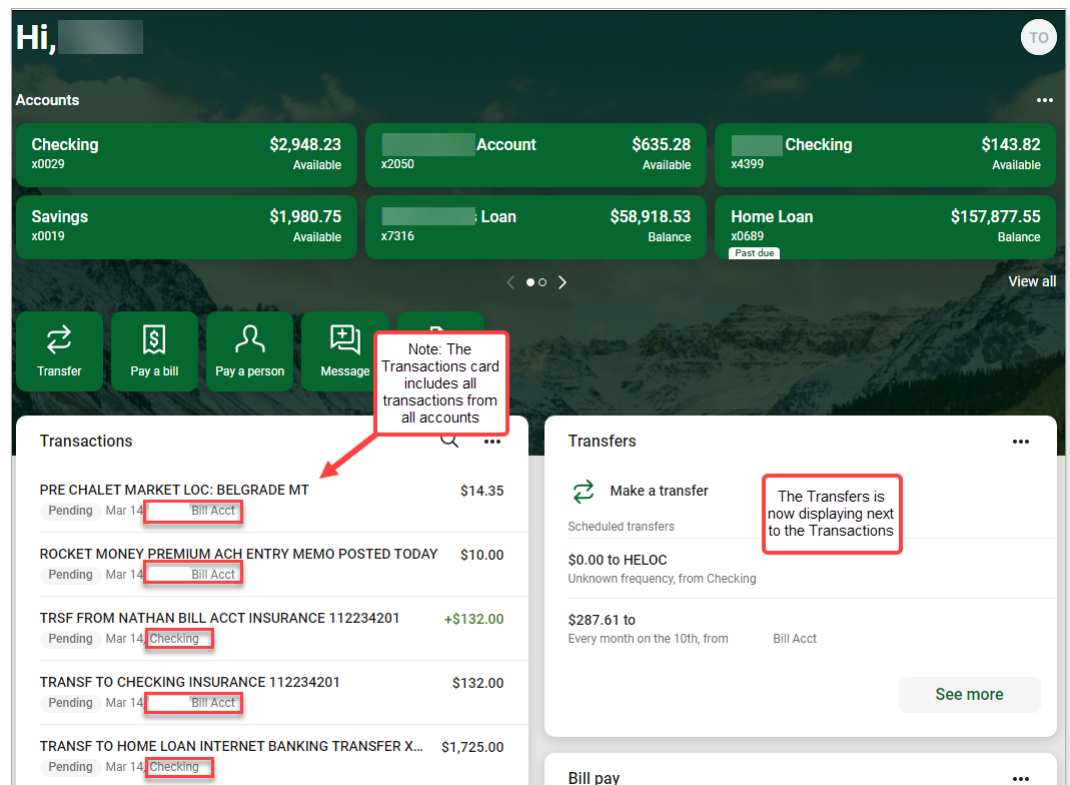 Hi,
TO
Accounts
Checking $2,948.23
x0029 Available
Account $635.28
x2050 Available
Checking $143.82
x4399 Available
Savings $1,980.75
x0019 Available
Loan $58,918.53
x7316 Balance
Home Loan $157,877.55
x0689 Balance
Past due
View all
Transfer
Pay a bill
Pay a person
Message
Note: The
Transactions card
includes all
transactions from
all accounts
Transactions
PRE CHALET MARKET LOC: BELGRADE MT $14.35
Pending Mar 14 Bill Acct
ROCKET MONEY PREMIUM ACH ENTRY MEMO POSTED TODAY $10.00
Pending Mar 14 Bill Acct
TRSF FROM NATHAN BILL ACCT INSURANCE 112234201 +$132.00
Pending Mar 14, Checking
TRANSF TO CHECKING INSURANCE 112234201 $132.00
Pending Mar 14, Bill Acct
TRANSF TO HOME LOAN INTERNET BANKING TRANSFER X... $1,725.00
Pending Mar 14, Checking
Transfers
Make a transfer
The Transfers is
now displaying next
to the Transactions
Scheduled transfers
$0.00 to HELOC
Unknown frequency, from Checking
$287.61 to
Every month on the 10th, from Bill Acct
See more
Bill pay